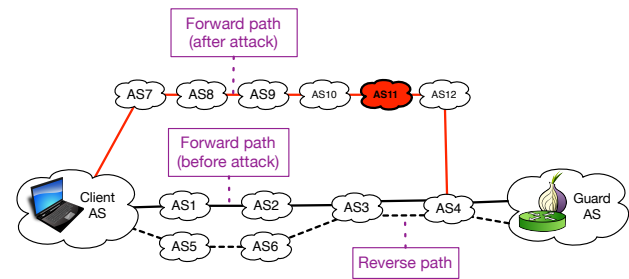 Forward path
(after attack)
AS7
AS8
AS9
AS10
AS11
AS12
Forward path
(before attack)
Client
AS
AS1
AS2
AS3
AS4
Guard
AS
AS5
AS6
Reverse path